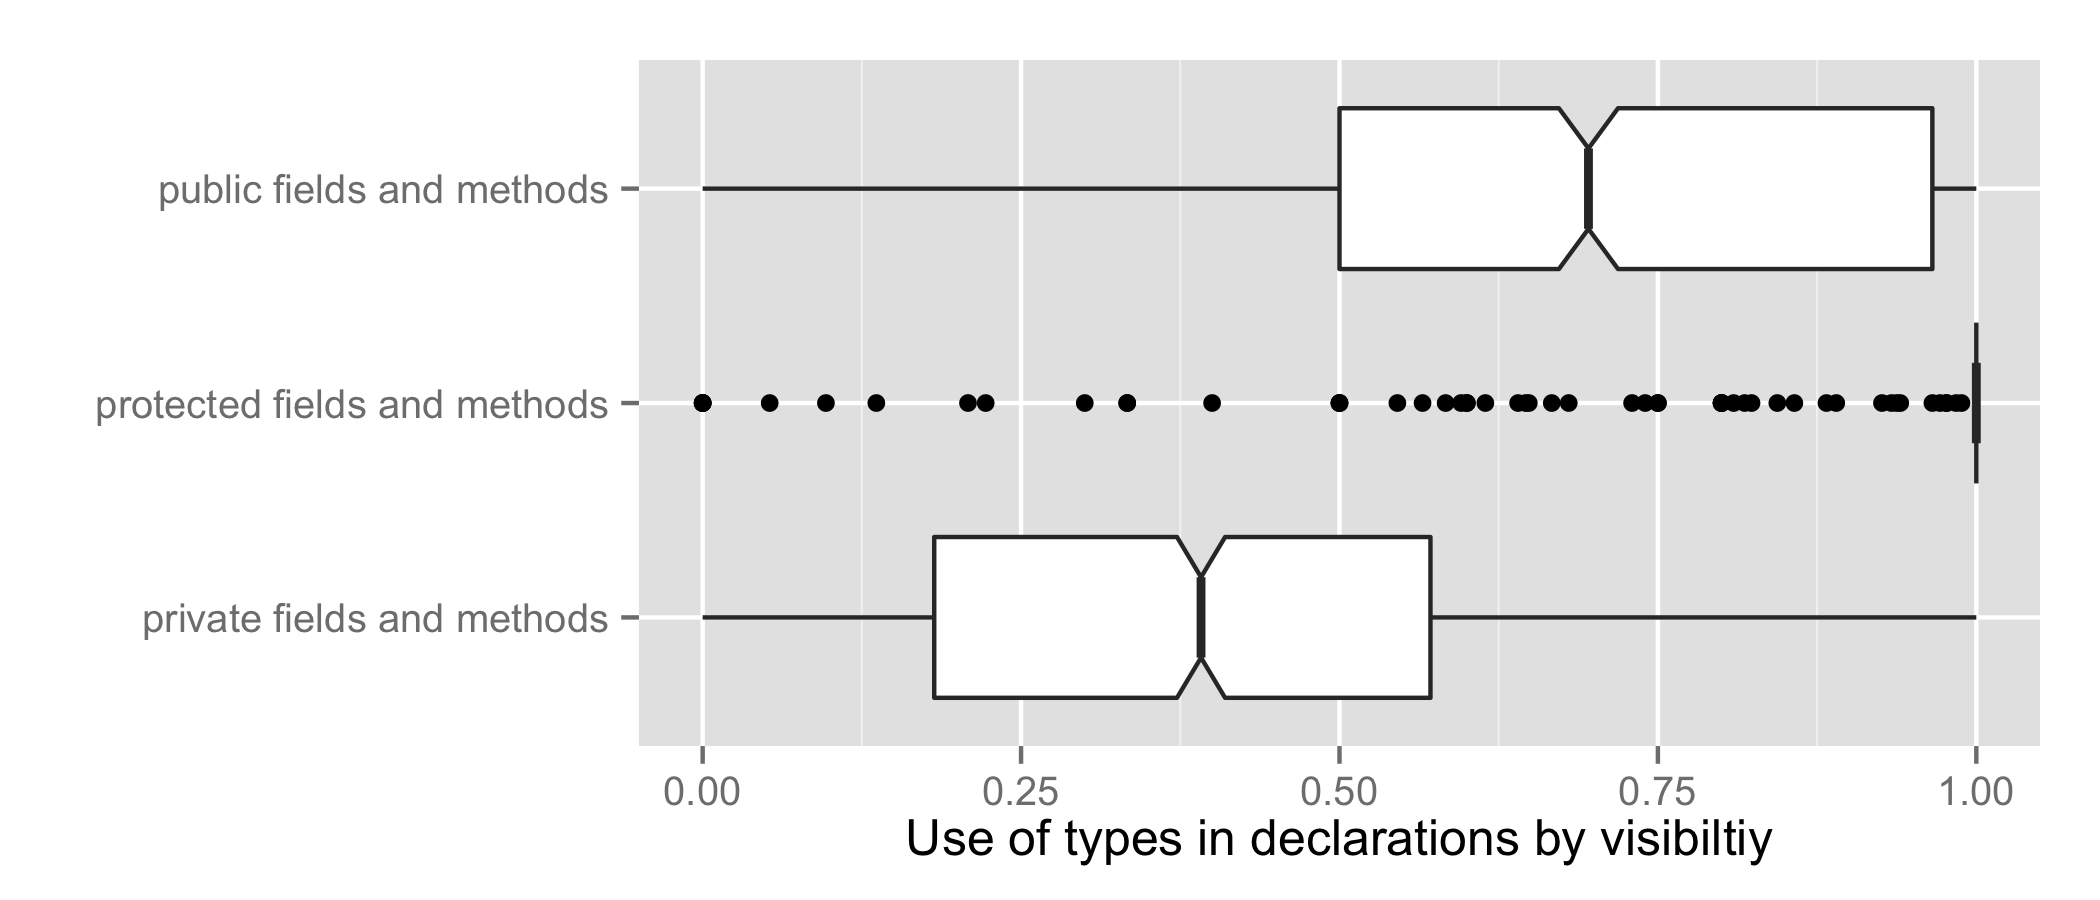 public fields and methods
protected fields and methods
private fields and methods
0.00 0.25 0.50 0.75 1.00
Use of types in declarations by visibiltiy